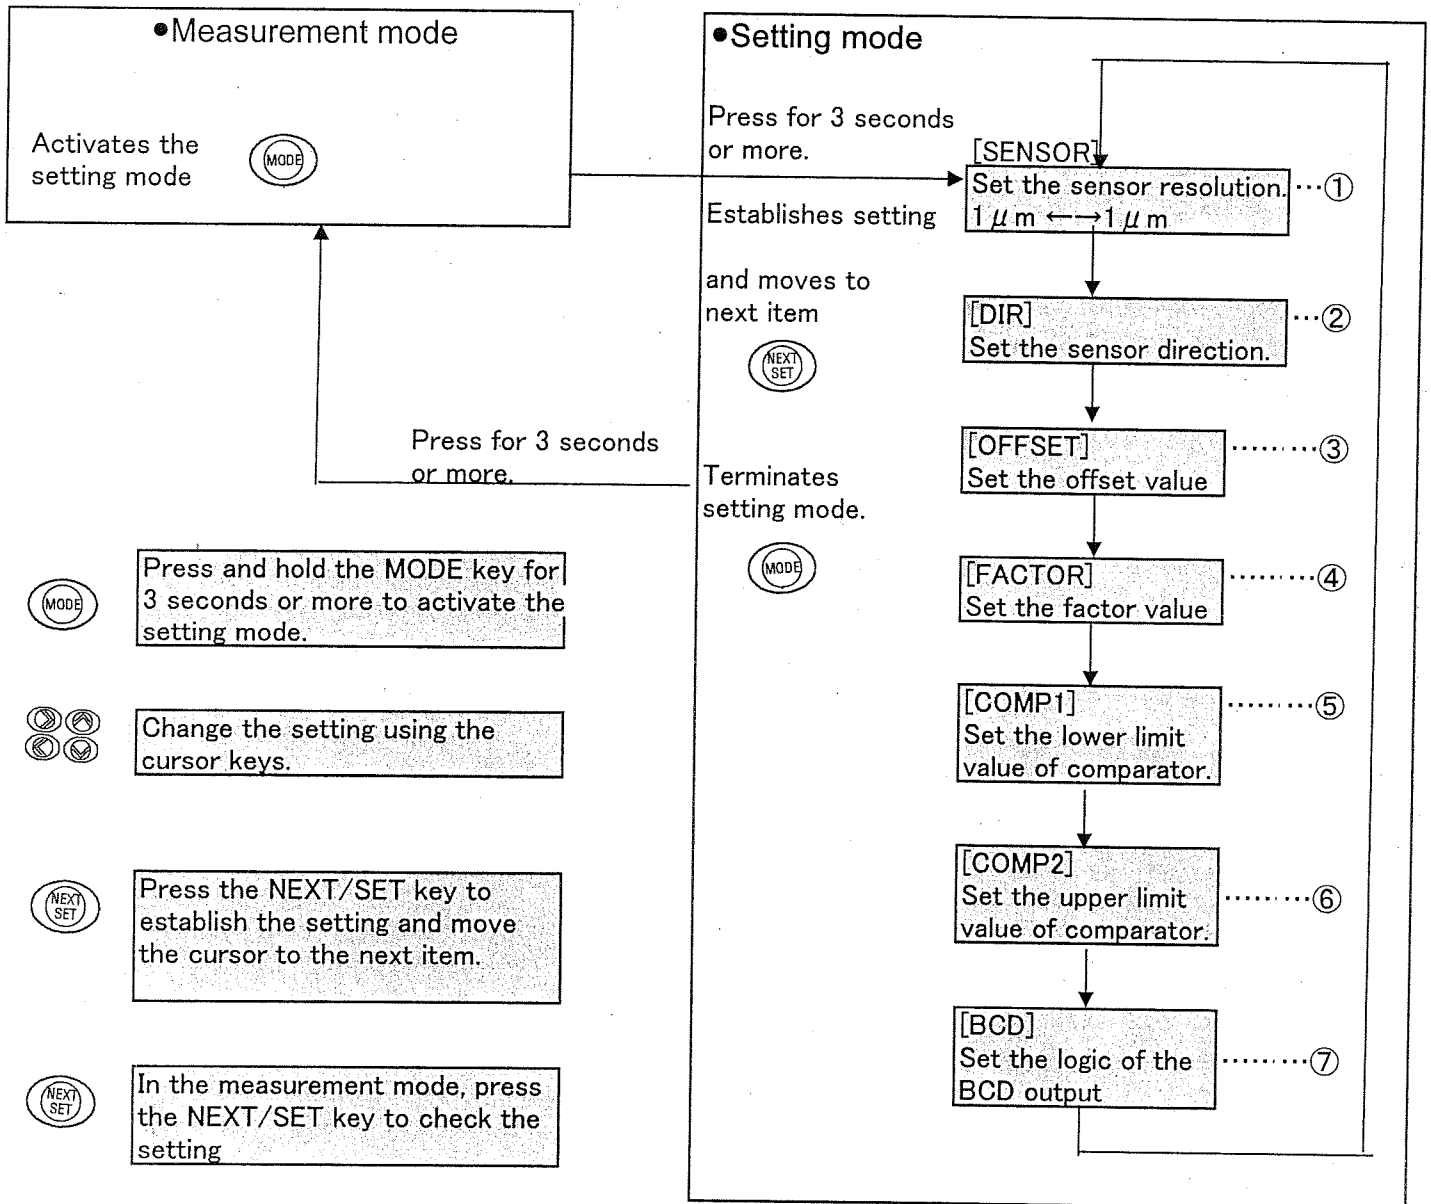 ●Measurement mode
Activates the
setting mode
MODE
●Setting mode
Press for 3 seconds
or more.
Establishes setting
and moves to
next item
NEXT
SET
Press for 3 seconds
or more.
Terminates
setting mode.
MODE
[SENSOR]
Set the sensor resolution. …①
1μm ←→1μm
[DIR] …②
Set the sensor direction.
[OFFSET] ………③
Set the offset value
[FACTOR] ………④
Set the factor value
[COMP1] ………⑤
Set the lower limit
value of comparator.
[COMP2]
Set the upper limit ………⑥
value of comparator.
[BCD]
Set the logic of the ………⑦
BCD output
MODE
Press and hold the MODE key for
3 seconds or more to activate the
setting mode.
Change the setting using the
cursor keys.
NEXT
SET
Press the NEXT/SET key to
establish the setting and move
the cursor to the next item.
NEXT
SET
In the measurement mode, press
the NEXT/SET key to check the
setting